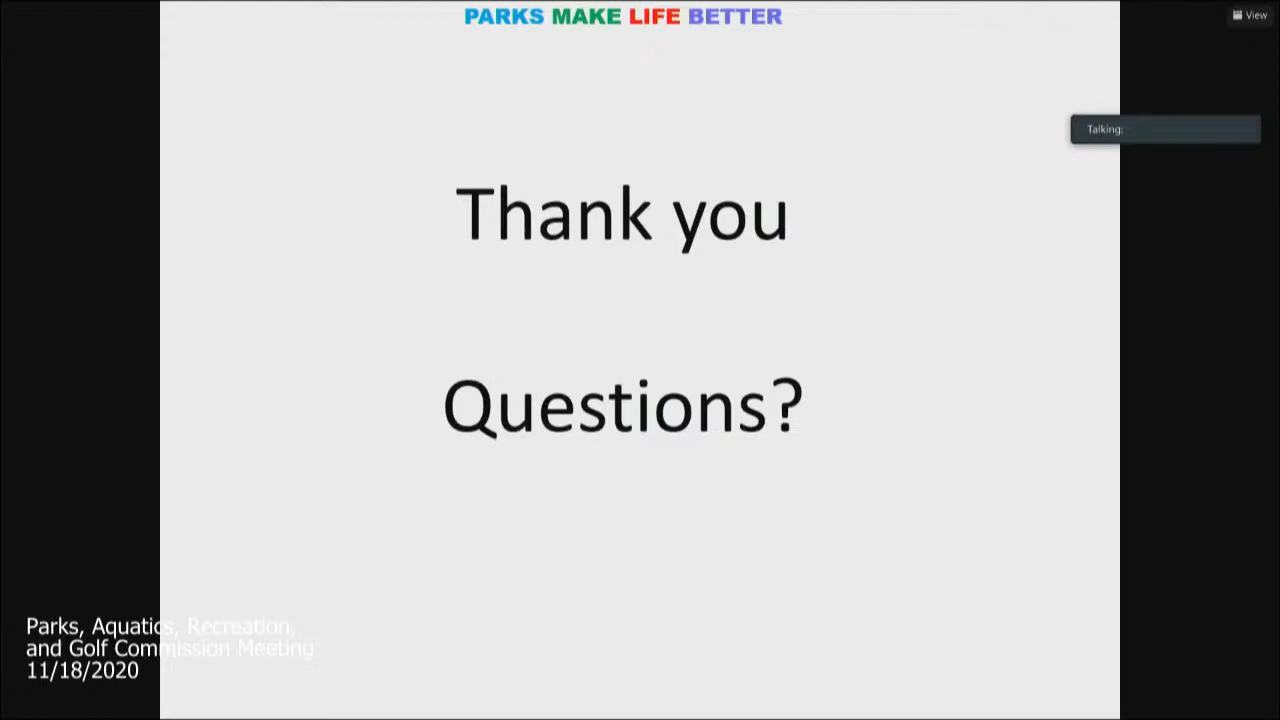 PARKS MAKE LIFE BETTER
View
Talking:
Thank you
Questions?
Parks, Aquatics, Recreation,
and Golf Commission Meeting
11/18/2020